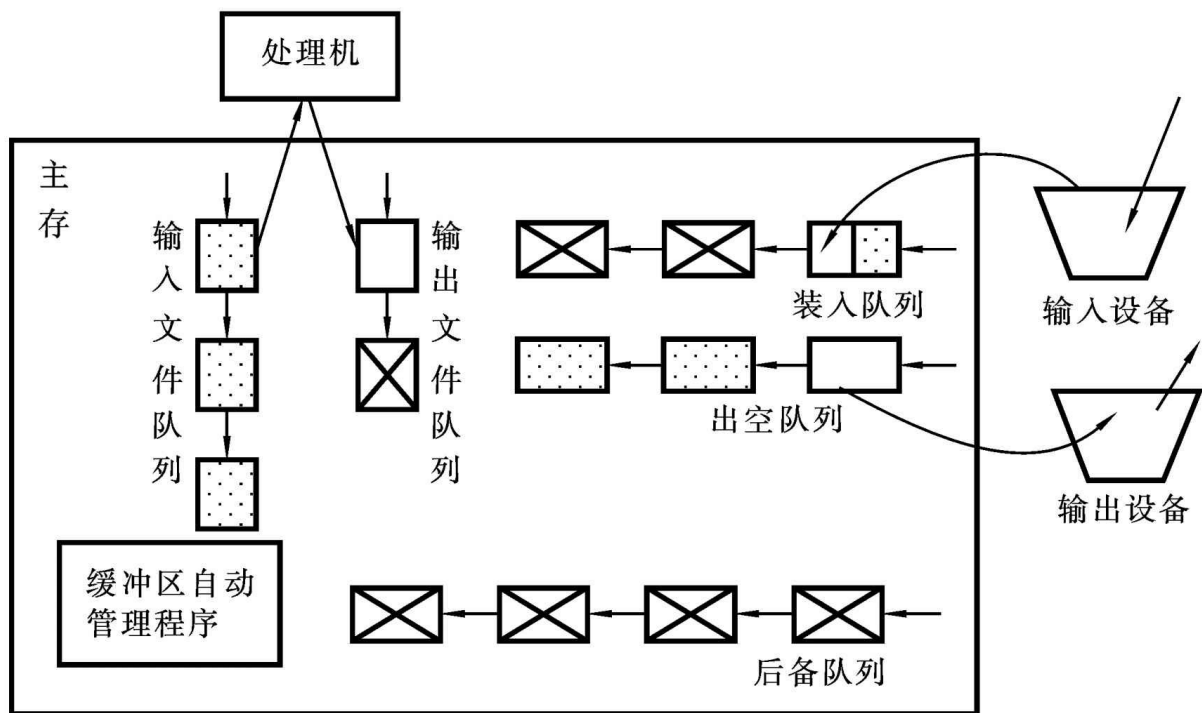 处理机
主存
输入文件队列
输出文件队列
装入队列
输入设备
出空队列
输出设备
缓冲区自动
管理程序
后备队列